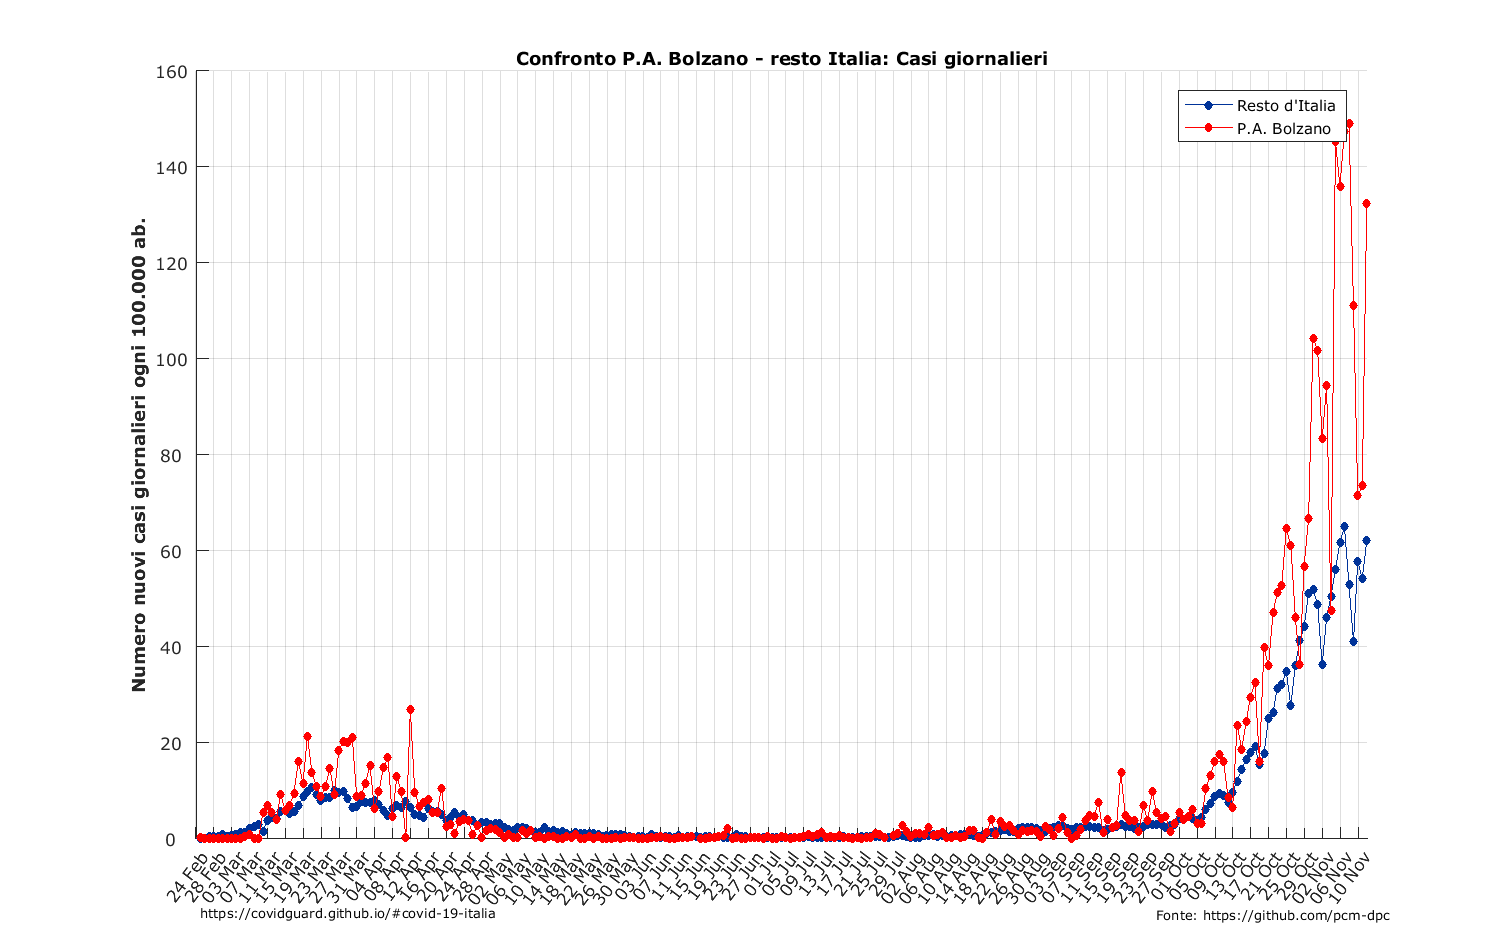 Confronto P.A. Bolzano - resto Italia: Casi giornalieri
Resto d'Italia
P.A. Bolzano
Numero nuovi casi giornalieri ogni 100.000 ab.
160
140
120
100
80
60
40
20
0
24 Feb
28 Feb
03 Mar
07 Mar
11 Mar
15 Mar
19 Mar
23 Mar
27 Mar
31 Mar
04 Apr
08 Apr
12 Apr
16 Apr
20 Apr
24 Apr
28 Apr
02 May
06 May
10 May
14 May
18 May
22 May
26 May
30 May
03 Jun
07 Jun
11 Jun
15 Jun
19 Jun
23 Jun
27 Jun
01 Jul
05 Jul
09 Jul
13 Jul
17 Jul
21 Jul
25 Jul
29 Jul
02 Aug
06 Aug
10 Aug
14 Aug
18 Aug
22 Aug
26 Aug
30 Aug
03 Sep
07 Sep
11 Sep
15 Sep
19 Sep
23 Sep
27 Sep
01 Oct
05 Oct
09 Oct
13 Oct
17 Oct
21 Oct
25 Oct
29 Oct
02 Nov
06 Nov
10 Nov
https://covidguard.github.io/#covid-19-italia
Fonte: https://github.com/pcm-dpc